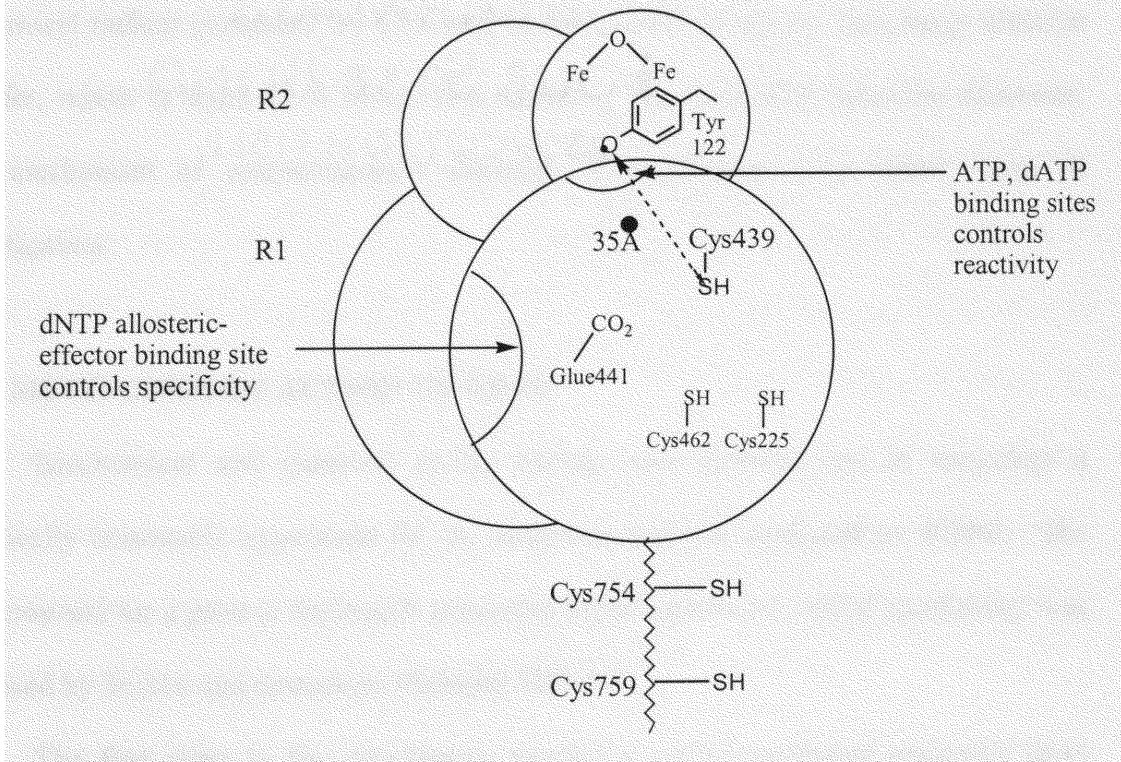 O
Fe Fe
R2
Tyr
122
O
ATP, dATP
binding sites
controls
reactivity
35Å Cys439
SH
R1
dNTP allosteric-
effector binding site
controls specificity
CO2
Glue441
SH SH
Cys462 Cys225
Cys754 SH
Cys759 SH